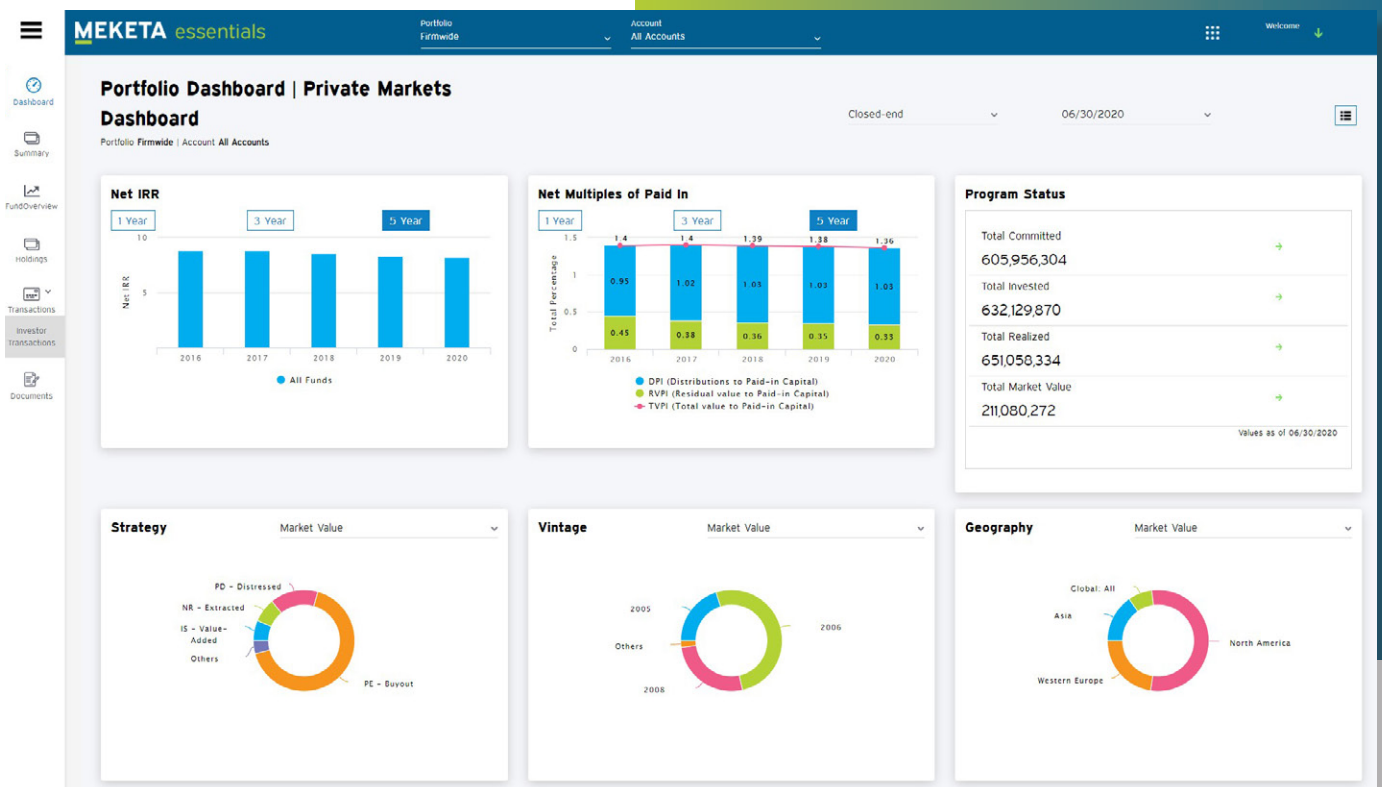 MEKETA essentials
Portfolio
Firmwide
Account
All Accounts
Welcome
Dashboard
Summary
FundOverview
Holdings
Transactions
Investor
Transactions
Documents
Portfolio Dashboard | Private Markets
Dashboard
Portfolio Firmwide | Account All Accounts
Closed-end
06/30/2020
Net IRR
1 Year
3 Year
5 Year
10
5
Net IRR
2016
2017
2018
2019
2020
All Funds
Net Multiples of Paid In
1 Year
3 Year
5 Year
1.5
1
0.5
0
Total Percentage
1.4
1.4
1.39
1.38
1.36
0.95
1.02
1.03
1.03
1.03
0.45
0.38
0.36
0.35
0.33
2016
2017
2018
2019
2020
DPI (Distributions to Paid-in Capital)
RVPI (Residual value to Paid-in Capital)
TVPI (Total value to Paid-in Capital)
Program Status
Total Committed
605,956,304
Total Invested
632,129,870
Total Realized
651,058,334
Total Market Value
211,080,272
Values as of 06/30/2020
Strategy
Market Value
PD - Distressed
NR - Extracted
IS - Value-
Added
Others
PE - Buyout
Vintage
Market Value
2005
2006
Others
2008
Geography
Market Value
Global: All
Asia
North America
Western Europe